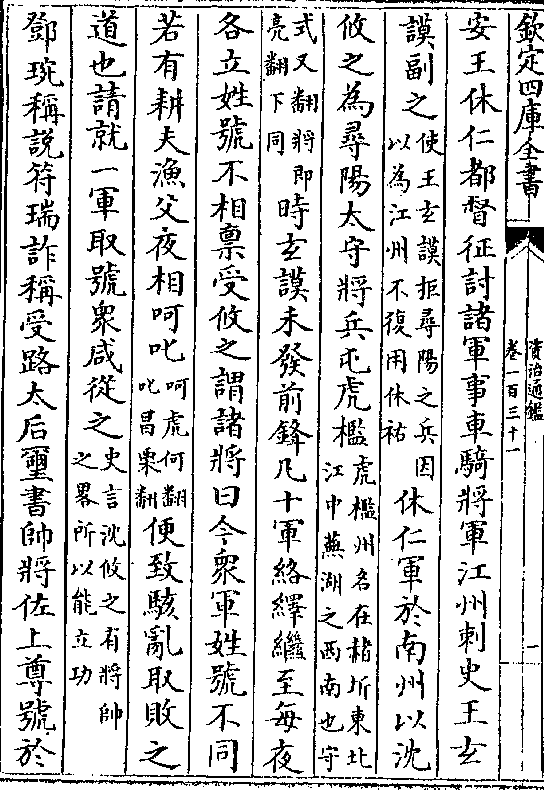 欽定四庫全書
資治通鑑
卷一百三十一
一
安王休仁都督征討諸軍事車騎將軍江州刺史王玄
謨副之使王玄謨拒尋陽之兵因以為江州不復用休祐休仁軍於南州以沈
攸之為尋陽太守將兵屯虎檻虎檻州名在赭圻東北江中蕪湖之西南也守
式又翻將即亮翻下同時玄謨未發前鋒凡十軍絡繹繼至每夜
各立姓號不相禀受攸之謂諸將曰今衆軍姓號不同
若有耕夫漁父夜相呵叱呵虎何翻叱昌栗翻便致駭亂取敗之
道也請就一軍取號衆咸從之史言沈攸之有將帥之畧所以能立功
鄧琬稱說符瑞詐稱受路太后璽書帥將佐上尊號於